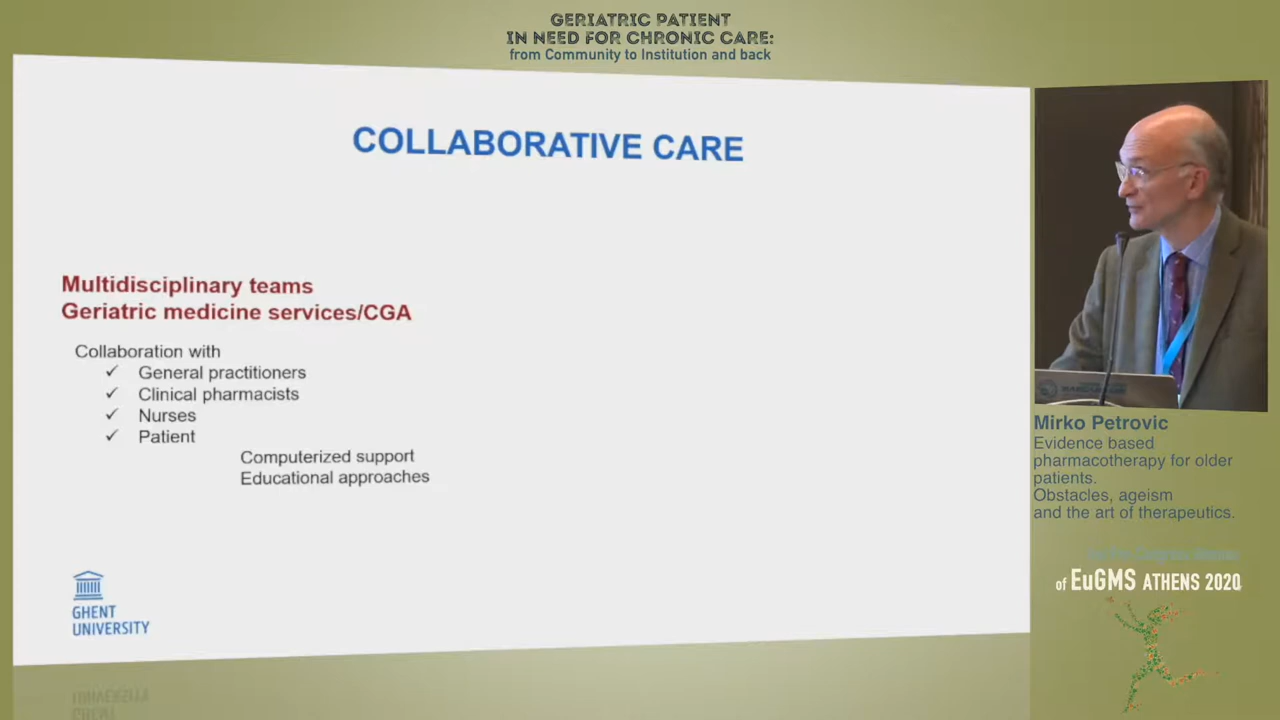 GERIATRIC PATIENT
IN NEED FOR CHRONIC CARE:
from Community to Institution and back
COLLABORATIVE CARE
Multidisciplinary teams
Geriatric medicine services/CGA
Collaboration with
✓ General practitioners
✓ Clinical pharmacists
✓ Nurses
✓ Patient
Computerized support
Educational approaches
GHENT
UNIVERSITY
Mirko Petrovic
Evidence based
pharmacotherapy for older
patients.
Obstacles, ageism
and the art of therapeutics.
of EuGMS ATHENS 2020